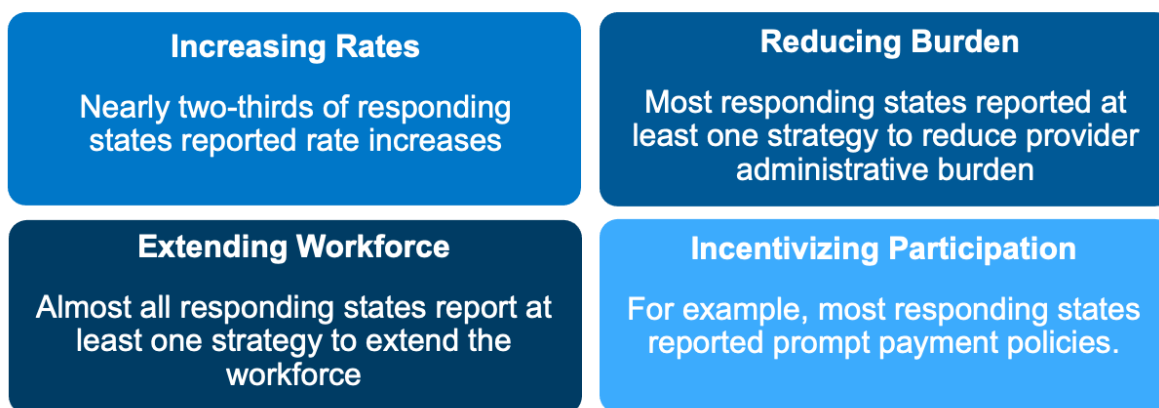 Increasing Rates
Nearly two-thirds of responding
states reported rate increases
Reducing Burden
Most responding states reported at
least one strategy to reduce provider
administrative burden
Extending Workforce
Almost all responding states report at
least one strategy to extend the
workforce
Incentivizing Participation
For example, most responding states
reported prompt payment policies.